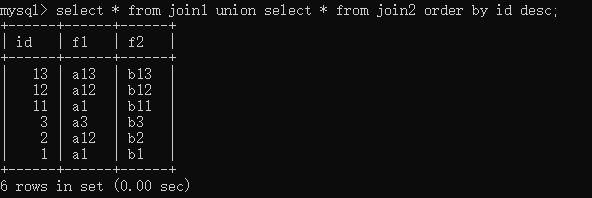 mysql> select * from join1 union select * from join2 order by id desc;
+------+------+------+
| id   | f1   | f2   |
+------+------+------+
|   13 | a13  | b13  |
|   12 | a12  | b12  |
|   11 | a1   | b11  |
|    3 | a3   | b3   |
|    2 | a12  | b2   |
|    1 | a1   | b1   |
+------+------+------+
6 rows in set (0.00 sec)